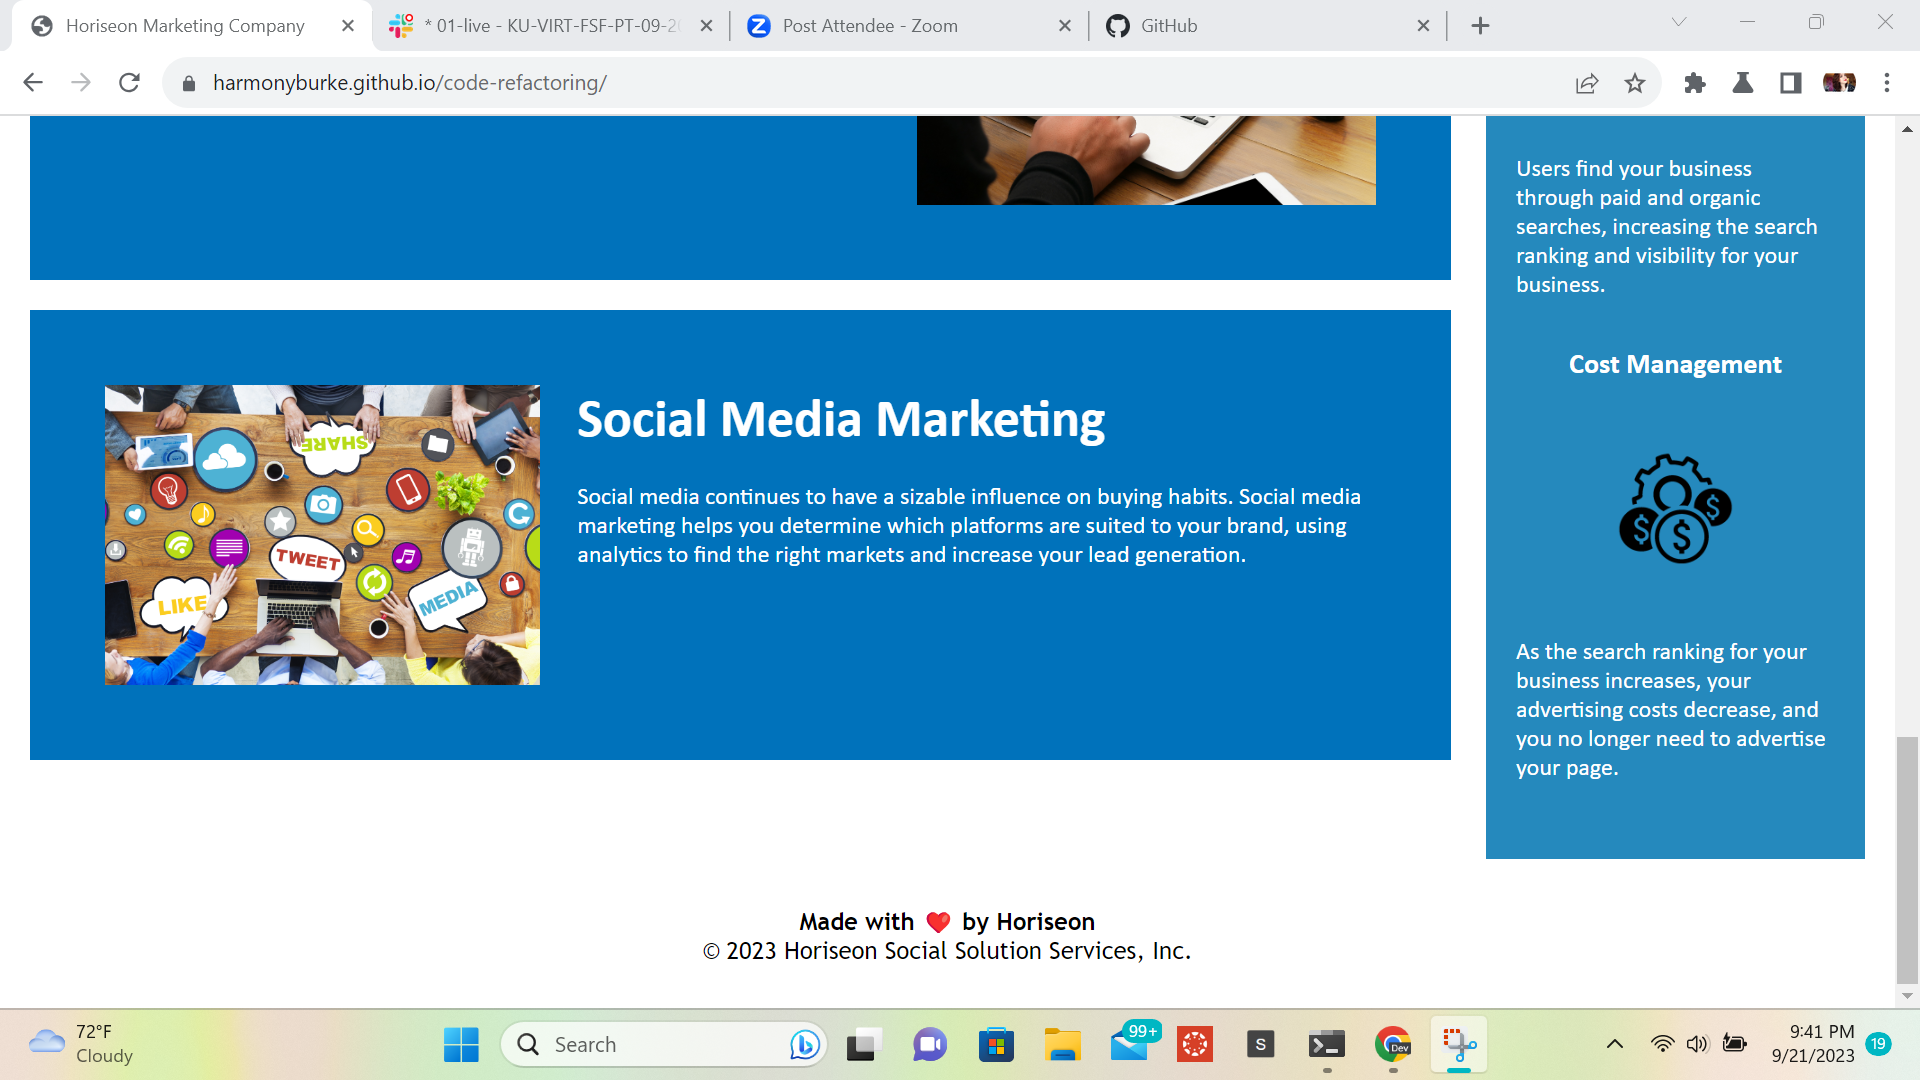 Horiseon Marketing Company
* 01-live - KU-VIRT-FSF-PT-09-20
Post Attendee - Zoom
GitHub
harmonyburke.github.io/code-refactoring/
Users find your business
through paid and organic
searches, increasing the search
ranking and visibility for your
business.
Cost Management
As the search ranking for your
business increases, your
advertising costs decrease, and
you no longer need to advertise
your page.
SHARE
TWEET
LIKE
MEDIA
Social Media Marketing
Social media continues to have a sizable influence on buying habits. Social media
marketing helps you determine which platforms are suited to your brand, using
analytics to find the right markets and increase your lead generation.
Made with ❤️ by Horiseon
© 2023 Horiseon Social Solution Services, Inc.
72°F
Cloudy
Search
99+
S
Dev
9:41 PM
9/21/2023
19